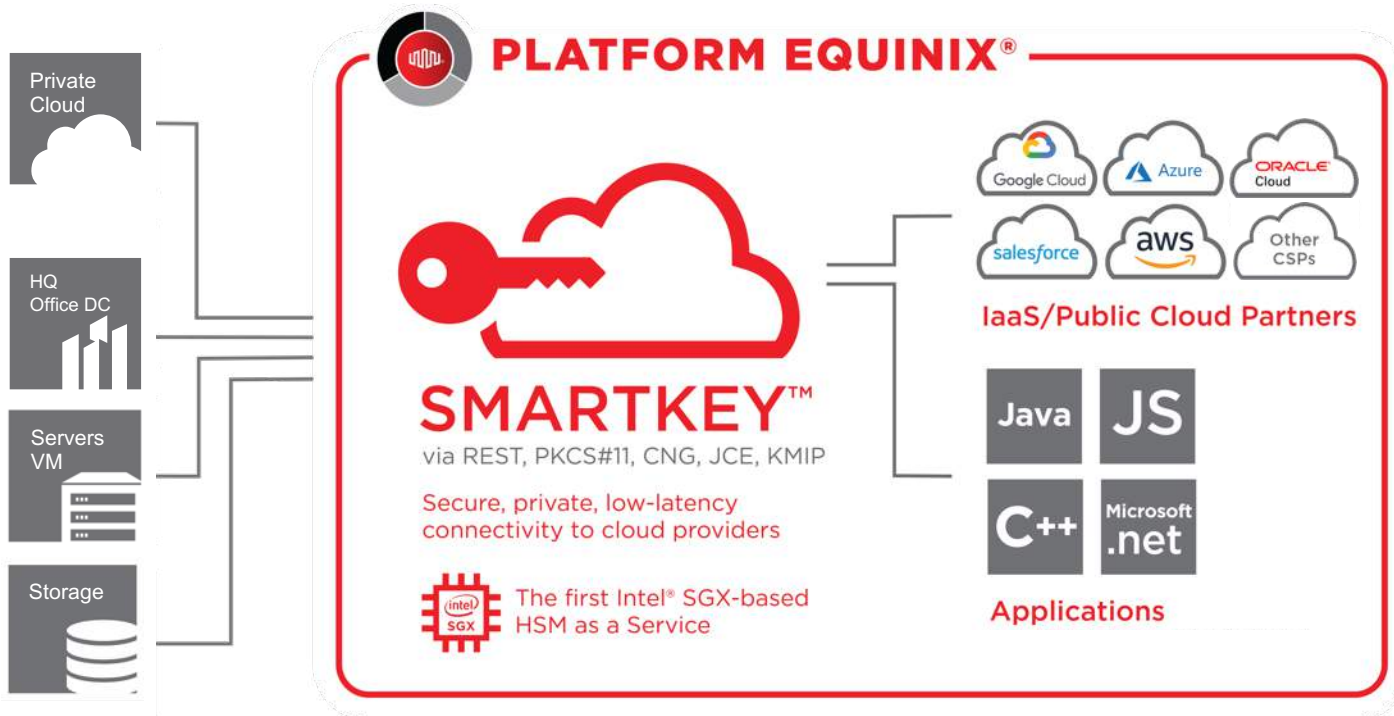 PLATFORM EQUINIX®
Private
Cloud
HQ
Office DC
Servers
VM
Storage
SMARTKEY™
via REST, PKCS#11, CNG, JCE, KMIP
Secure, private, low-latency
connectivity to cloud providers
intel
SGX
The first Intel® SGX-based
HSM as a Service
Google Cloud
Azure
ORACLE
Cloud
salesforce
aws
Other
CSPs
IaaS/Public Cloud Partners
Java
JS
C++
Microsoft
.net
Applications